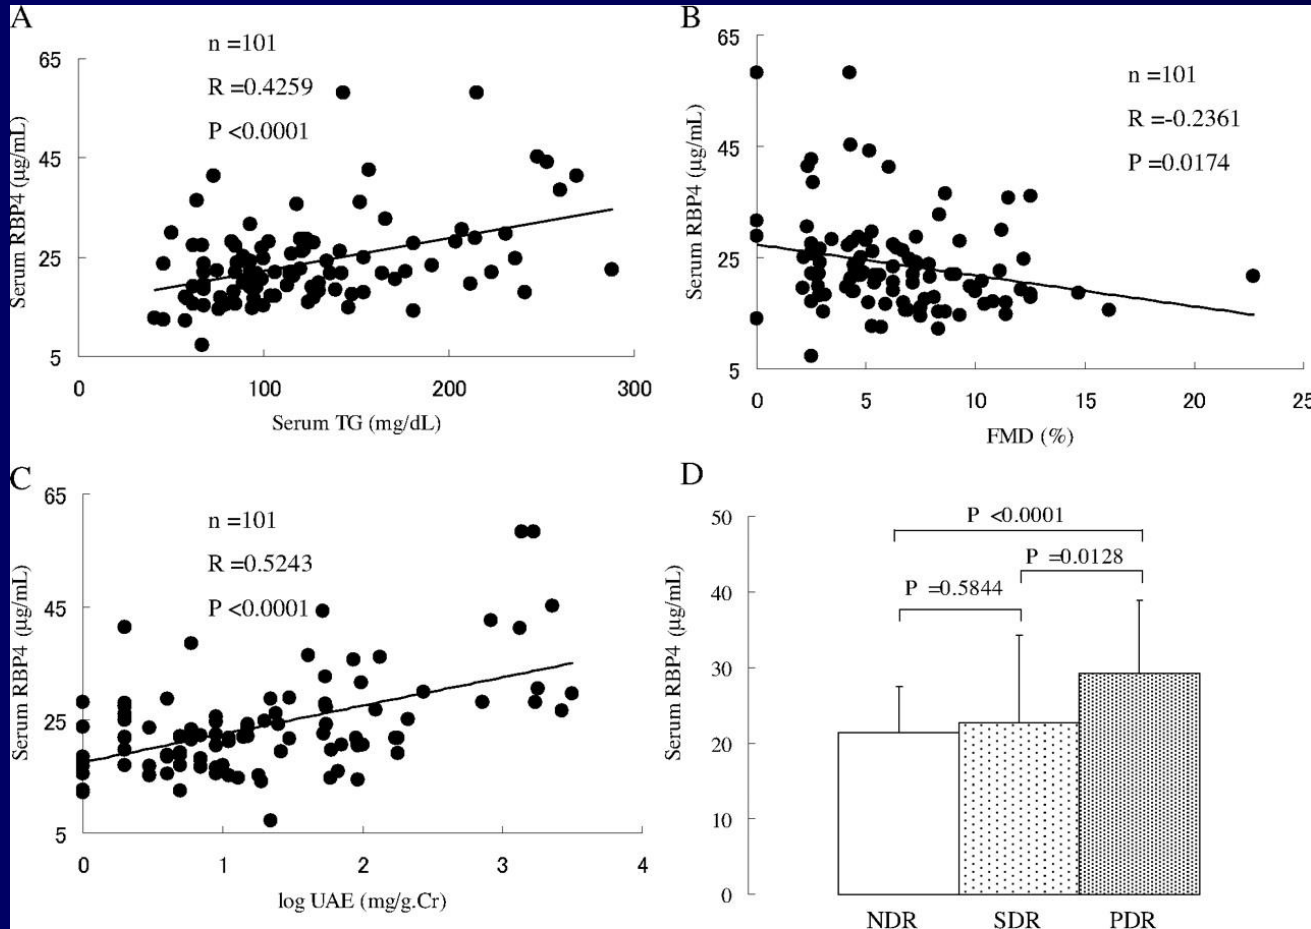 A
n =101
R =0.4259
P <0.0001
65
45
25
5
Serum RBP4 (µg/mL)
0
100
200
300
Serum TG (mg/dL)
B
n =101
R =-0.2361
P =0.0174
65
45
25
5
Serum RBP4 (µg/mL)
0
5
10
15
20
25
FMD (%)
C
n =101
R =0.5243
P <0.0001
65
45
25
5
Serum RBP4 (µg/mL)
0
1
2
3
4
log UAE (mg/g.Cr)
D
P <0.0001
P =0.0128
P =0.5844
50
40
30
20
10
0
Serum RBP4 (µg/mL)
NDR
SDR
PDR